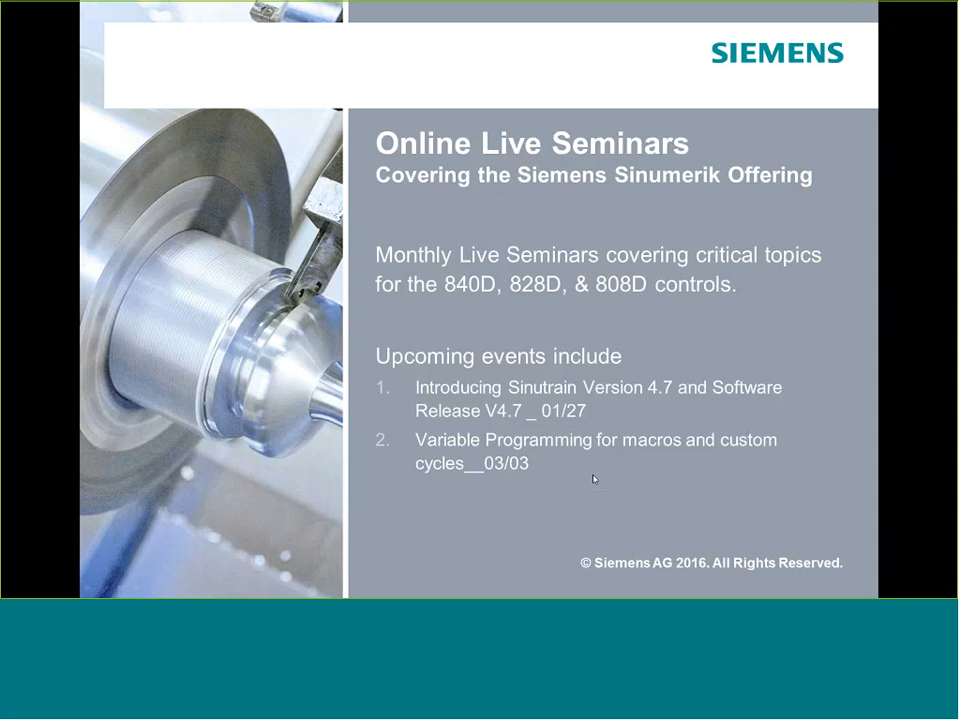 SIEMENS
Online Live Seminars
Covering the Siemens Sinumerik Offering
Monthly Live Seminars covering critical topics
for the 840D, 828D, & 808D controls.
Upcoming events include
1. Introducing Sinutrain Version 4.7 and Software
Release V4.7 _ 01/27
2. Variable Programming for macros and custom
cycles__03/03
© Siemens AG 2016. All Rights Reserved.